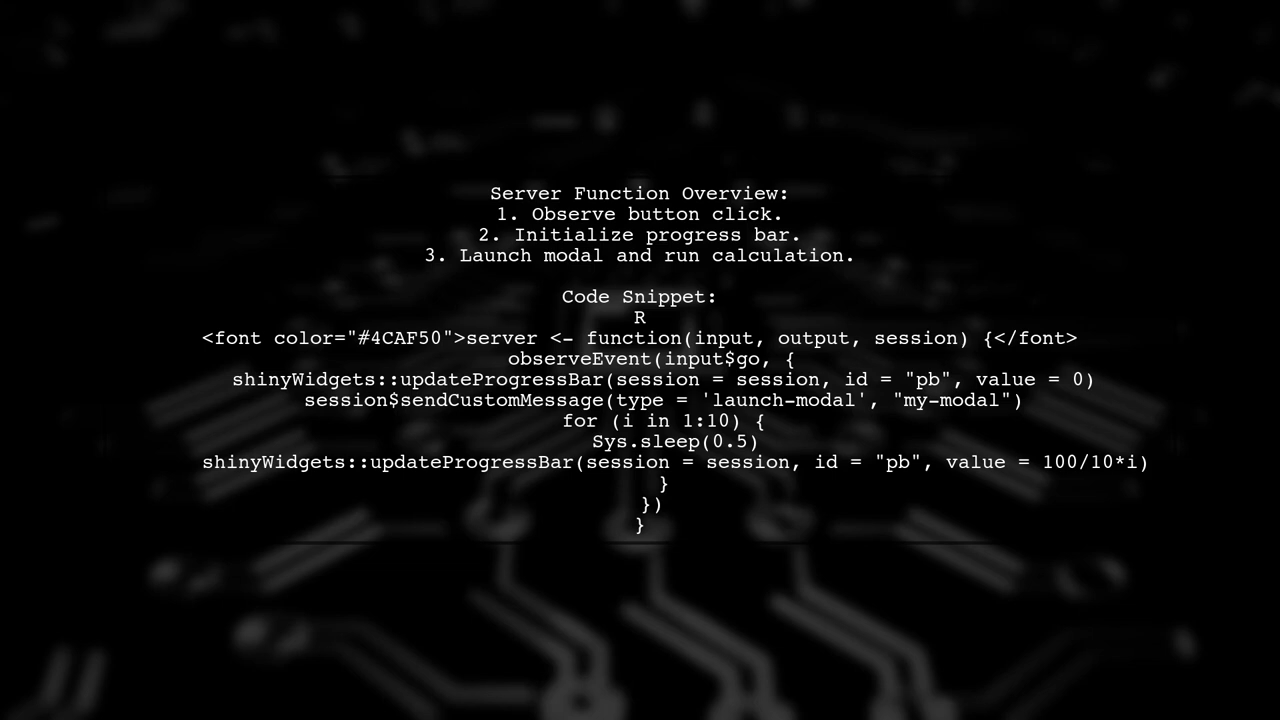 Server Function Overview:
1. Observe button click.
2. Initialize progress bar.
3. Launch modal and run calculation.
Code Snippet:
R
<font color="#4CAF50">server <- function(input, output, session) {</font>
observeEvent(input$go, {
shinyWidgets::updateProgressBar(session = session, id = "pb", value = 0)
session$sendCustomMessage(type = 'launch-modal', "my-modal")
for (i in 1:10) {
Sys.sleep(0.5)
shinyWidgets::updateProgressBar(session = session, id = "pb", value = 100/10*i)
}
})
}